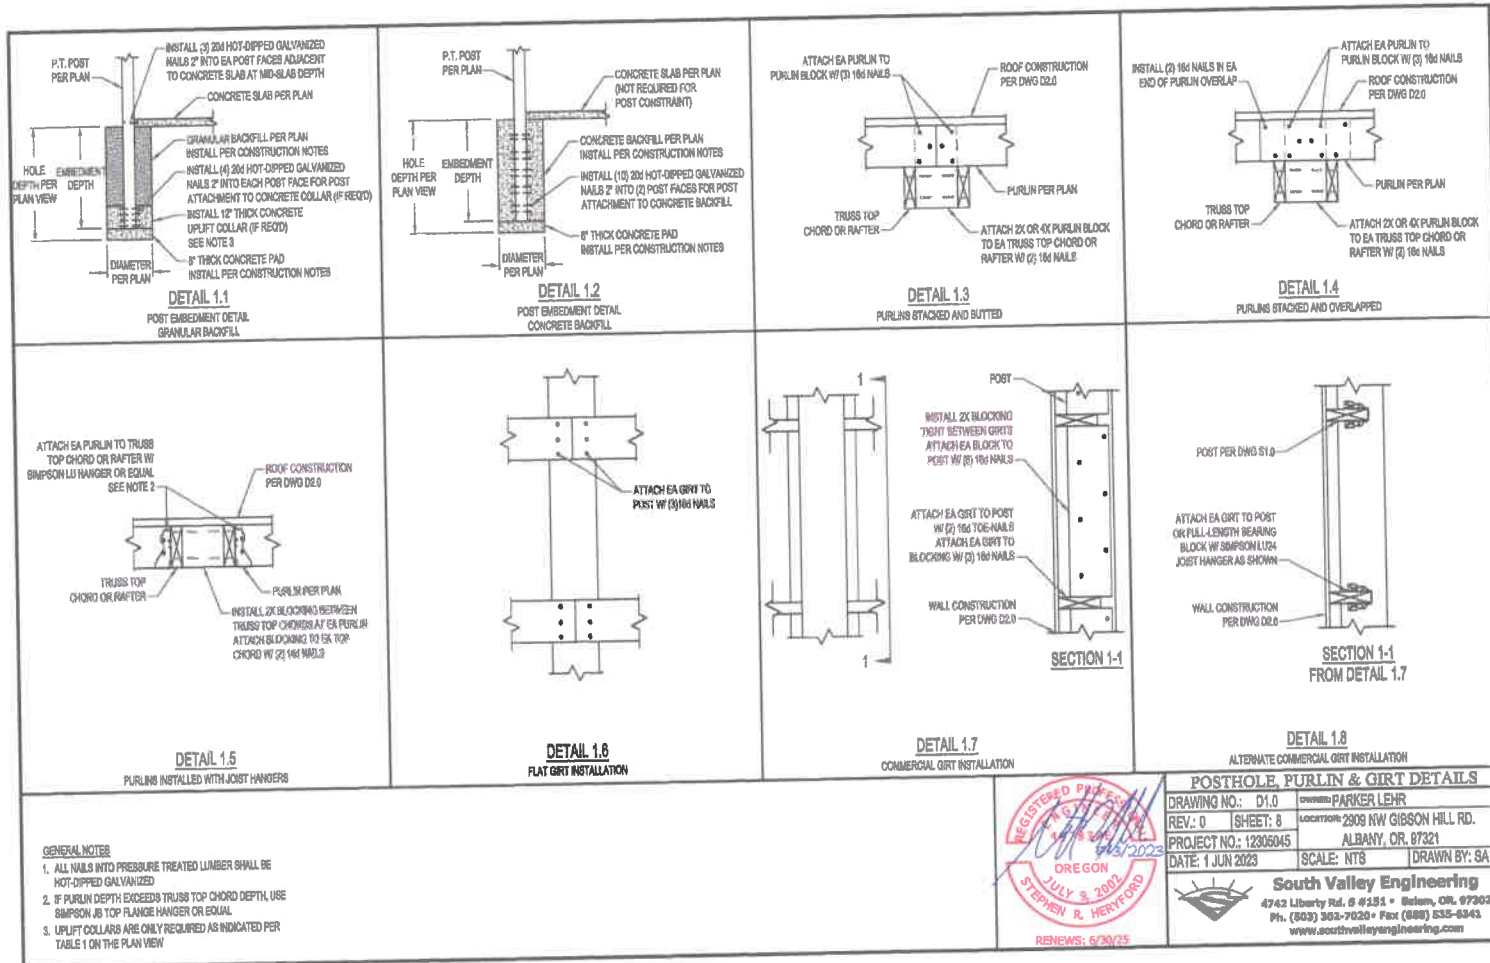 P.T. POST
PER PLAN
INSTALL (3) 20d HOT-DIPPED GALVANIZED
NAILS 2" INTO EA POST FACES ADJACENT
TO CONCRETE SLAB AT MID-SLAB DEPTH
CONCRETE SLAB PER PLAN
GRANULAR BACKFILL PER PLAN
INSTALL PER CONSTRUCTION NOTES
INSTALL (4) 20d HOT-DIPPED GALVANIZED
NAILS 2" INTO EACH POST FACE FOR POST
ATTACHMENT TO CONCRETE COLLAR (IF REQ'D)
INSTALL 12" THICK CONCRETE
UPLIFT COLLAR (IF REQ'D)
SEE NOTE 3
8" THICK CONCRETE PAD
INSTALL PER CONSTRUCTION NOTES
HOLE
DEPTH PER
PLAN VIEW
EMBEDMENT
DEPTH
DIAMETER
PER PLAN
DETAIL 1.1
POST EMBEDMENT DETAIL
GRANULAR BACKFILL
P.T. POST
PER PLAN
CONCRETE SLAB PER PLAN
(NOT REQUIRED FOR
POST CONSTRAINT)
CONCRETE BACKFILL PER PLAN
INSTALL PER CONSTRUCTION NOTES
INSTALL (10) 20d HOT-DIPPED GALVANIZED
NAILS 2" INTO (2) POST FACES FOR POST
ATTACHMENT TO CONCRETE BACKFILL
8" THICK CONCRETE PAD
INSTALL PER CONSTRUCTION NOTES
HOLE
DEPTH PER
PLAN VIEW
EMBEDMENT
DEPTH
DIAMETER
PER PLAN
DETAIL 1.2
POST EMBEDMENT DETAIL
CONCRETE BACKFILL
ATTACH EA PURLIN TO
PURLIN BLOCK W/ (3) 16d NAILS
ROOF CONSTRUCTION
PER DWG D2.0
PURLIN PER PLAN
TRUSS TOP
CHORD OR RAFTER
ATTACH 2X OR 4X PURLIN BLOCK
TO EA TRUSS TOP CHORD OR
RAFTER W/ (2) 16d NAILS
DETAIL 1.3
PURLINS STACKED AND BUTTED
ATTACH EA PURLIN TO
PURLIN BLOCK W/ (3) 16d NAILS
INSTALL (2) 16d NAILS IN EA
END OF PURLIN OVERLAP
ROOF CONSTRUCTION
PER DWG D2.0
PURLIN PER PLAN
TRUSS TOP
CHORD OR RAFTER
ATTACH 2X OR 4X PURLIN BLOCK
TO EA TRUSS TOP CHORD OR
RAFTER W/ (2) 16d NAILS
DETAIL 1.4
PURLINS STACKED AND OVERLAPPED
ATTACH EA PURLIN TO TRUSS
TOP CHORD OR RAFTER W/
SIMPSON LU HANGER OR EQUAL
SEE NOTE 2
ROOF CONSTRUCTION
PER DWG D2.0
TRUSS TOP
CHORD OR RAFTER
PURLIN PER PLAN
INSTALL 2X BLOCKING BETWEEN
TRUSS TOP CHORDS AT EA PURLIN
ATTACH BLOCKING TO EA TOP
CHORD W/ (2) 16d NAILS
DETAIL 1.5
PURLINS INSTALLED WITH JOIST HANGERS
ATTACH EA GIRT TO
POST W/ (3)16d NAILS
DETAIL 1.6
FLAT GIRT INSTALLATION
1
1
POST
INSTALL 2X BLOCKING
TIGHT BETWEEN GIRTS
ATTACH EA BLOCK TO
POST W/ (8) 16d NAILS
ATTACH EA GIRT TO POST
W/ (2) 16d TOE-NAILS
ATTACH EA GIRT TO
BLOCKING W/ (3) 16d NAILS
WALL CONSTRUCTION
PER DWG D2.0
SECTION 1-1
DETAIL 1.7
COMMERCIAL GIRT INSTALLATION
POST PER DWG S1.0
ATTACH EA GIRT TO POST
OR FULL-LENGTH BEARING
BLOCK W/ SIMPSON LU24
JOIST HANGER AS SHOWN
WALL CONSTRUCTION
PER DWG D2.0
SECTION 1-1
FROM DETAIL 1.7
DETAIL 1.8
ALTERNATE COMMERCIAL GIRT INSTALLATION
GENERAL NOTES
1. ALL NAILS INTO PRESSURE TREATED LUMBER SHALL BE
HOT-DIPPED GALVANIZED
2. IF PURLIN DEPTH EXCEEDS TRUSS TOP CHORD DEPTH, USE
SIMPSON JB TOP FLANGE HANGER OR EQUAL
3. UPLIFT COLLARS ARE ONLY REQUIRED AS INDICATED PER
TABLE 1 ON THE PLAN VIEW
REGISTERED PROFESSIONAL
ENGINEER
OREGON
JULY 9, 2002
STEPHEN R. HERYFORD
RENEWS: 6/30/25
POSTHOLE, PURLIN & GIRT DETAILS
DRAWING NO.: D1.0
OWNER: PARKER LEHR
REV.: 0
SHEET: 8
LOCATION: 2909 NW GIBSON HILL RD.
ALBANY, OR. 97321
PROJECT NO.: 12305045
DATE: 1 JUN 2023
SCALE: NTS
DRAWN BY: SA
South Valley Engineering
4742 Liberty Rd. S #151 • Salem, OR. 97302
Ph. (503) 302-7020 • Fax (888) 535-6341
www.southvalleyengineering.com